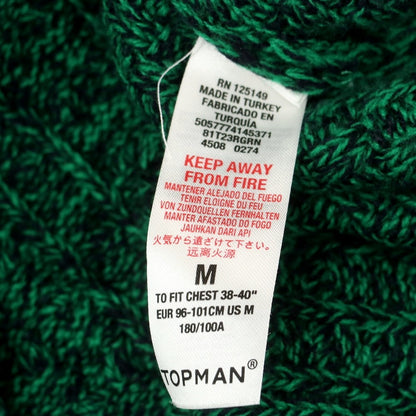 RN 125149
MADE IN TURKEY
FABRICADO EN
TURQUÍA
5057774145371
81T23RGRN
4508 0274
KEEP AWAY
FROM FIRE
MANTENER ALEJADO DEL FUEGO
TENIR ELOIGNE DU FEU
VON ZUNDQUELLEN FERNHALTEN
MANTER AFASTADO DO FOGO
JAUHKAN DARI API
火気から遠ざけて下さい
远离火源
M
TO FIT CHEST 38-40"
EUR 96-101CM US M
180/100A
TOPMAN®